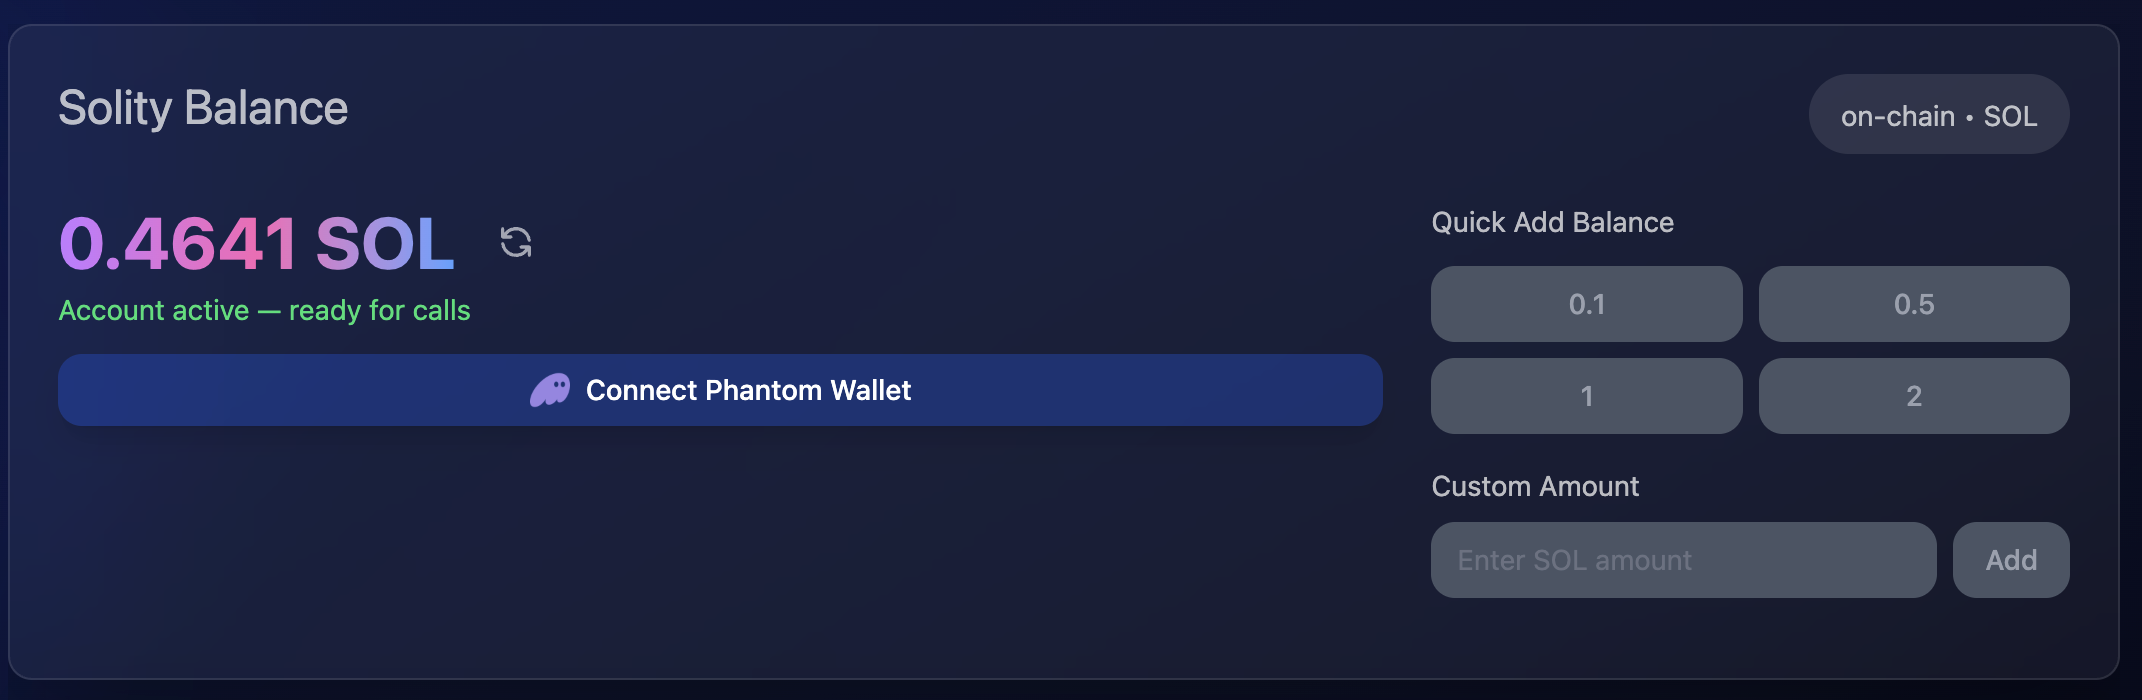 Solity Balance
on-chain • SOL
0.4641 SOL
Account active — ready for calls
Connect Phantom Wallet
Quick Add Balance
0.1
0.5
1
2
Custom Amount
Enter SOL amount
Add